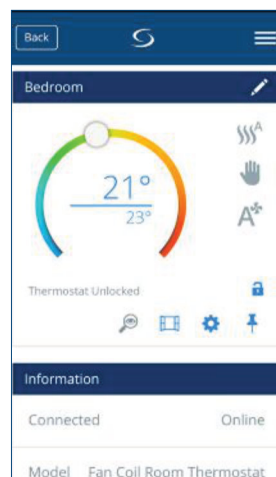 Back
Bedroom
A
21°
23°
A
Thermostat Unlocked
Information
Connected Online
Model Fan Coil Room Thermostat